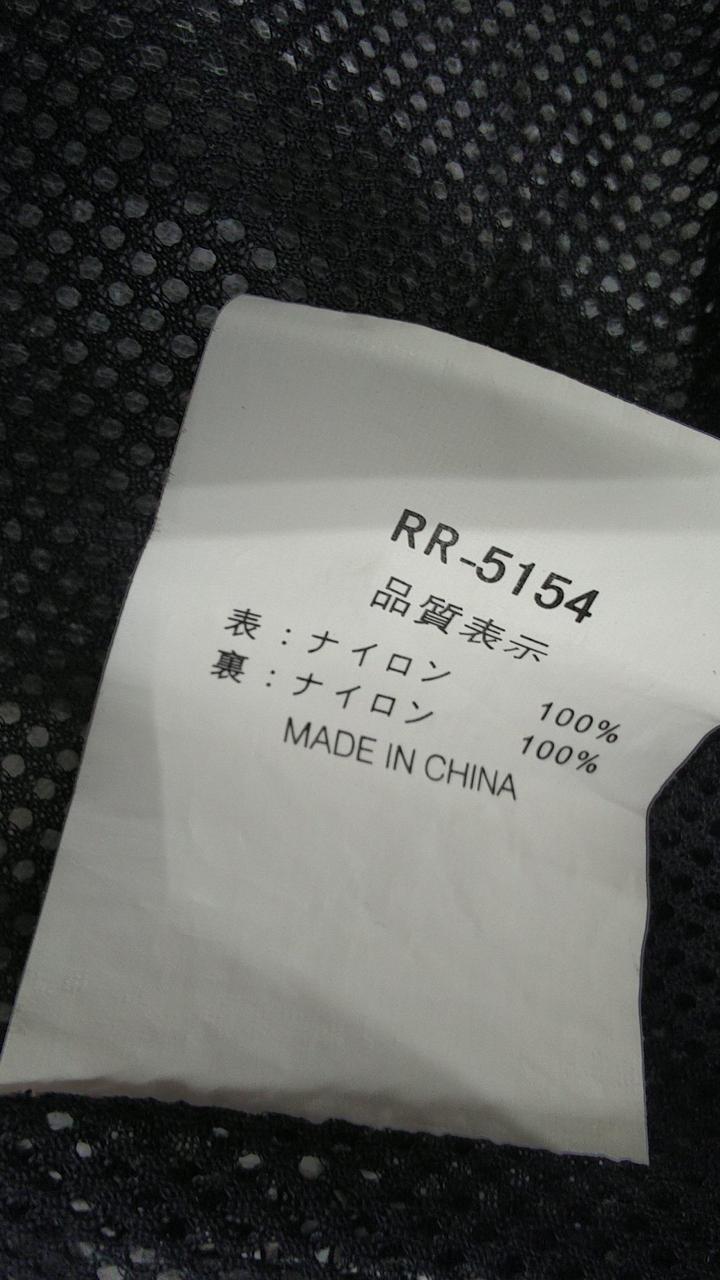 RR-5154
品質表示
表：ナイロン 100%
裏：ナイロン 100%
MADE IN CHINA